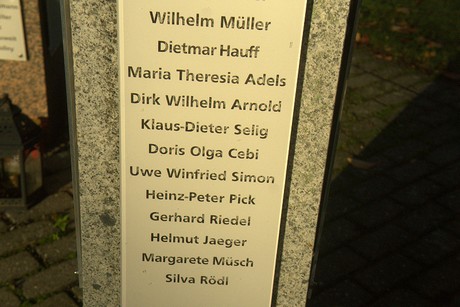 Wilhelm Müller
Dietmar Hauff
Maria Theresia Adels
Dirk Wilhelm Arnold
Klaus-Dieter Selig
Doris Olga Cebi
Uwe Winfried Simon
Heinz-Peter Pick
Gerhard Riedel
Helmut Jaeger
Margarete Müsch
Silva Rödl